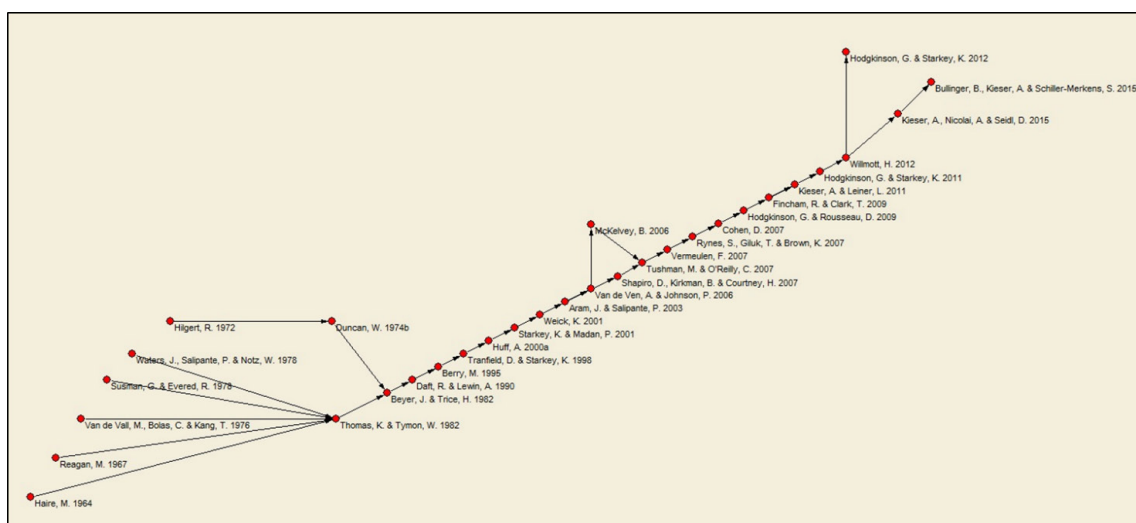 Hodgkinson, G. & Starkey, K. 2012
Bullinger, B., Kieser, A. & Schiller-Merkens, S. 2015
Kieser, A., Nicolai, A. & Seidl, D. 2015
Willmott, H. 2012
Hodgkinson, G. & Starkey, K. 2011
Kieser, A. & Leiner, L. 2011
Fincham, R. & Clark, T. 2009
Hodgkinson, G. & Rousseau, D. 2009
Cohen, D. 2007
McKelvey, B. 2006
Rynes, S., Giluk, T. & Brown, K. 2007
Vermeulen, F. 2007
Tushman, M. & O'Reilly, C. 2007
Shapiro, D., Kirkman, B. & Courtney, H. 2007
Van de Ven, A. & Johnson, P. 2006
Aram, J. & Salipante, P. 2003
Weick, K. 2001
Hilgert, R. 1972
Duncan, W. 1974b
Starkey, K. & Madan, P. 2001
Huff, A. 2000a
Waters, J., Salipante, P. & Notz, W. 1978
Tranfield, D. & Starkey, K. 1998
Berry, M. 1995
Susman, G. & Evered, R. 1978
Daft, R. & Lewin, A. 1990
Beyer, J. & Trice, H. 1982
Van de Vall, M., Bolas, C. & Kang, T. 1976
Thomas, K. & Tymon, W. 1982
Reagan, M. 1967
Haire, M. 1964